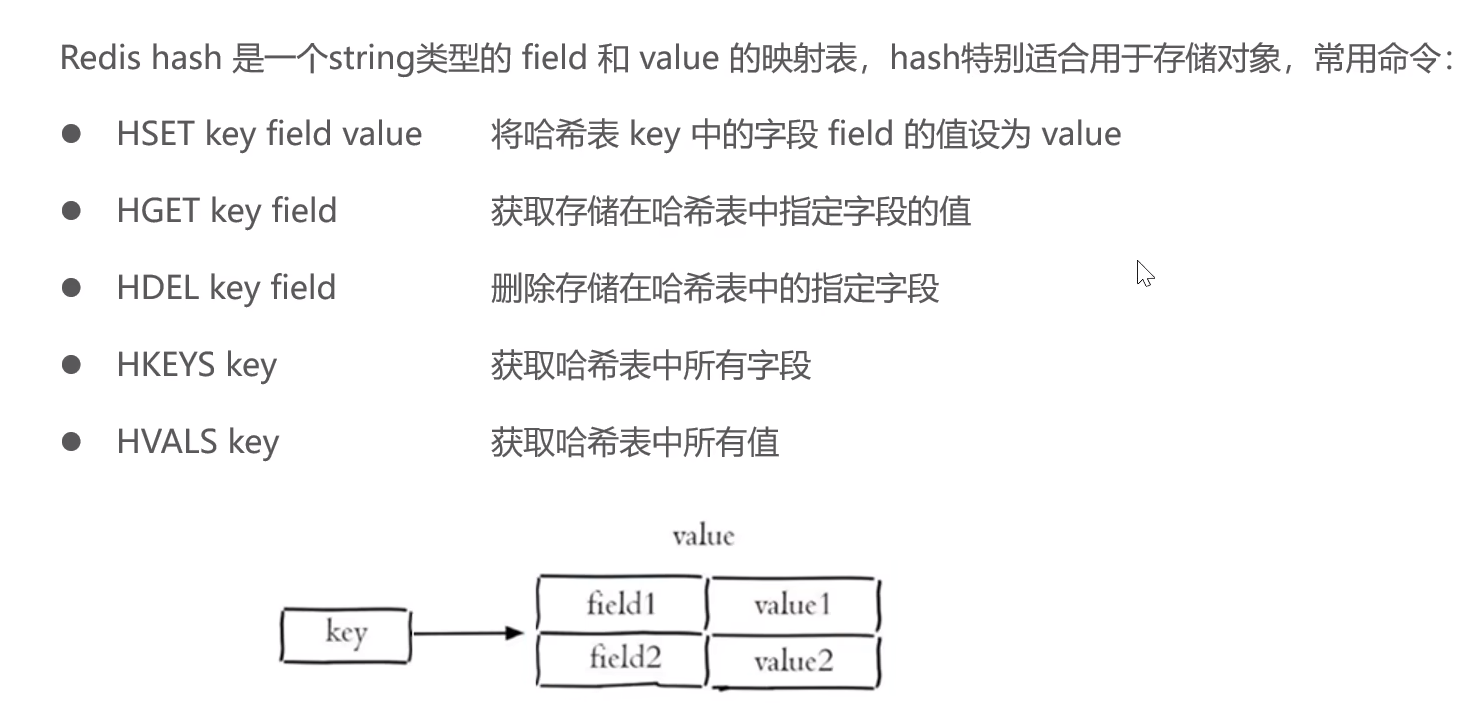 Redis hash 是一个string类型的 field 和 value 的映射表，hash特别适合用于存储对象，常用命令：
● HSET key field value 将哈希表 key 中的字段 field 的值设为 value
● HGET key field 获取存储在哈希表中指定字段的值
● HDEL key field 删除存储在哈希表中的指定字段
● HKEYS key 获取哈希表中所有字段
● HVALS key 获取哈希表中所有值
value
field1 value1
key
field2 value2